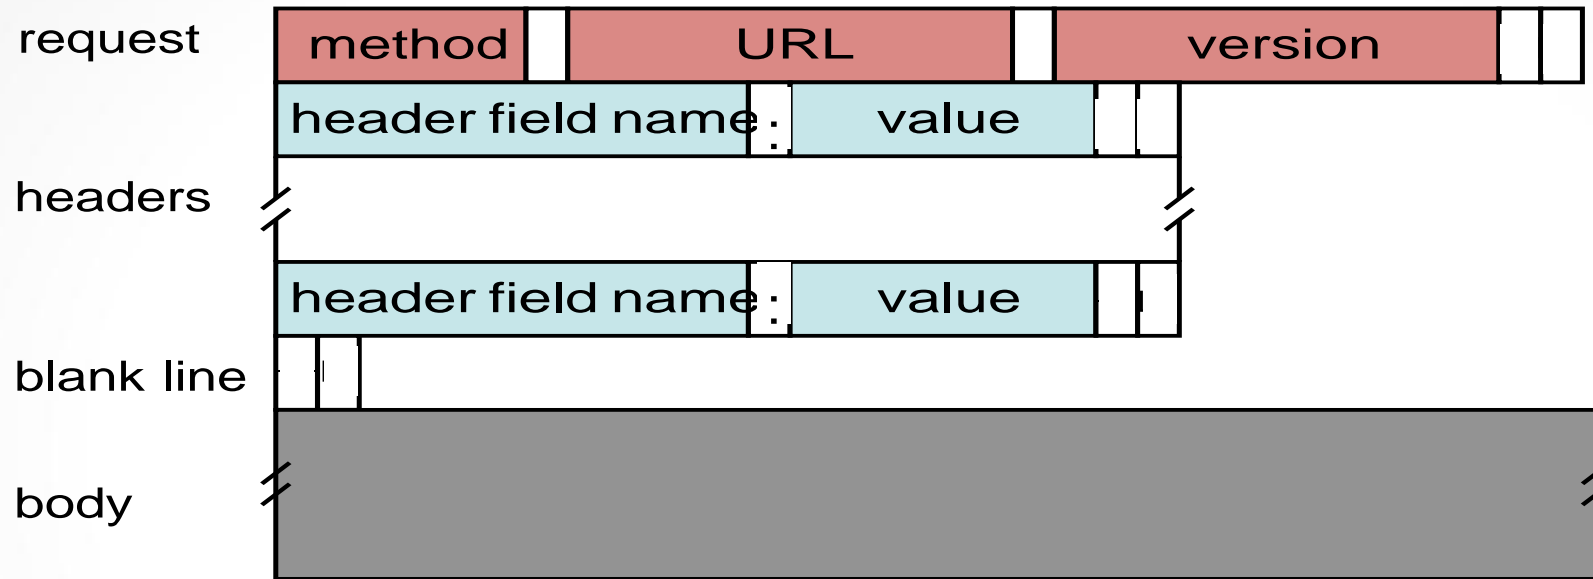 request method URL version
header field name : value
headers
header field name : value
blank line
body